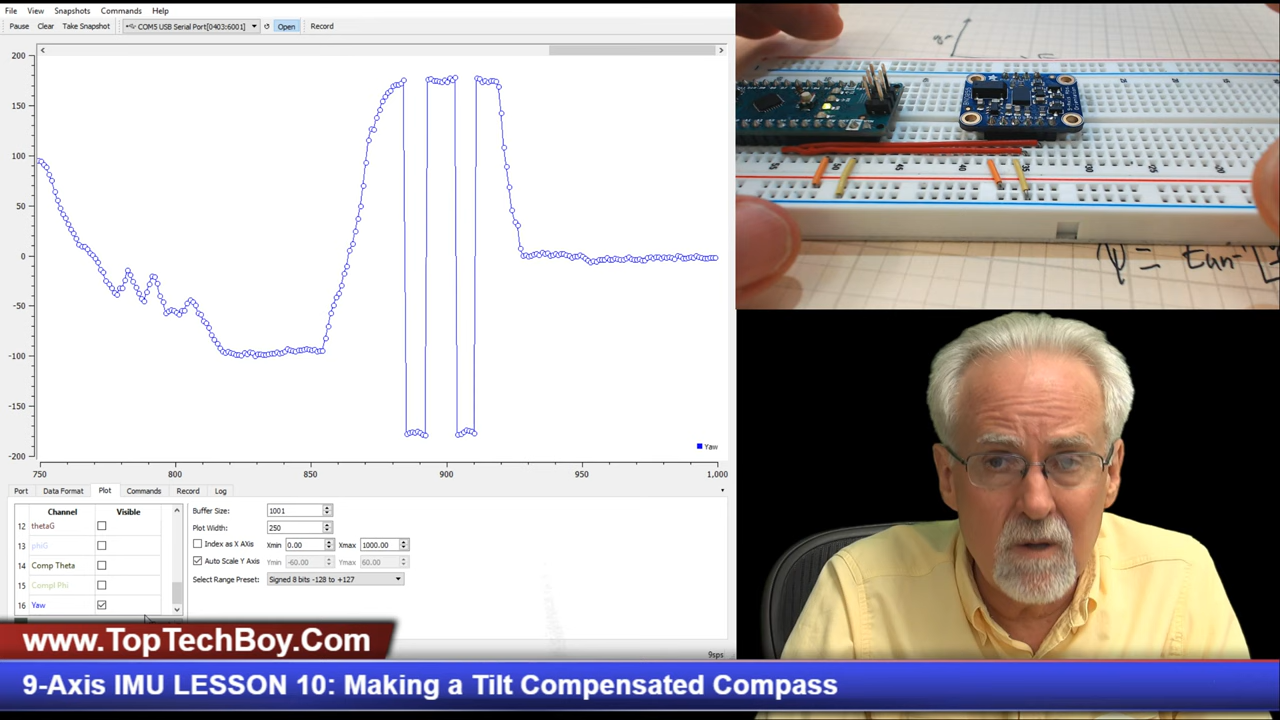 File View Snapshots Commands Help
Pause Clear Take Snapshot COM5 USB Serial Port[0403:6001] Open Record
200
150
100
50
0
-50
-100
-150
-200
Yaw
750 800 850 900 950 1,000
Port Data Format Plot Commands Record Log
Channel Visible
12 thetaG
13 phiG
14 Comp Theta
15 Compl Phi
16 Yaw
Buffer Size: 1001
Plot Width: 250
Index as X AXis Xmin 0.00 Xmax 1000.00
Auto Scale Y Axis Ymin -60.00 Ymax 60.00
Select Range Preset: Signed 8 bits -128 to +127
9sps
www.TopTechBoy.Com
9-Axis IMU LESSON 10: Making a Tilt Compensated Compass